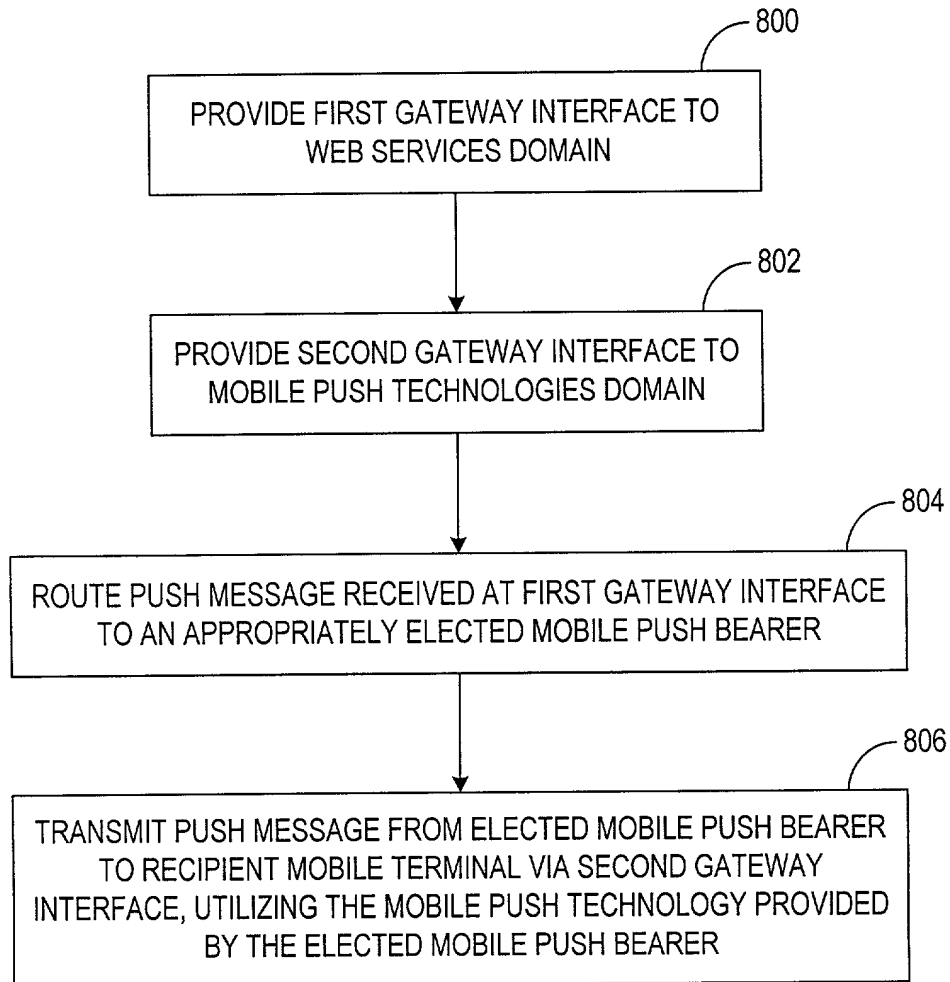 800
PROVIDE FIRST GATEWAY INTERFACE TO
WEB SERVICES DOMAIN
802
PROVIDE SECOND GATEWAY INTERFACE TO
MOBILE PUSH TECHNOLOGIES DOMAIN
804
ROUTE PUSH MESSAGE RECEIVED AT FIRST GATEWAY INTERFACE
TO AN APPROPRIATELY ELECTED MOBILE PUSH BEARER
806
TRANSMIT PUSH MESSAGE FROM ELECTED MOBILE PUSH BEARER
TO RECIPIENT MOBILE TERMINAL VIA SECOND GATEWAY
INTERFACE, UTILIZING THE MOBILE PUSH TECHNOLOGY PROVIDED
BY THE ELECTED MOBILE PUSH BEARER